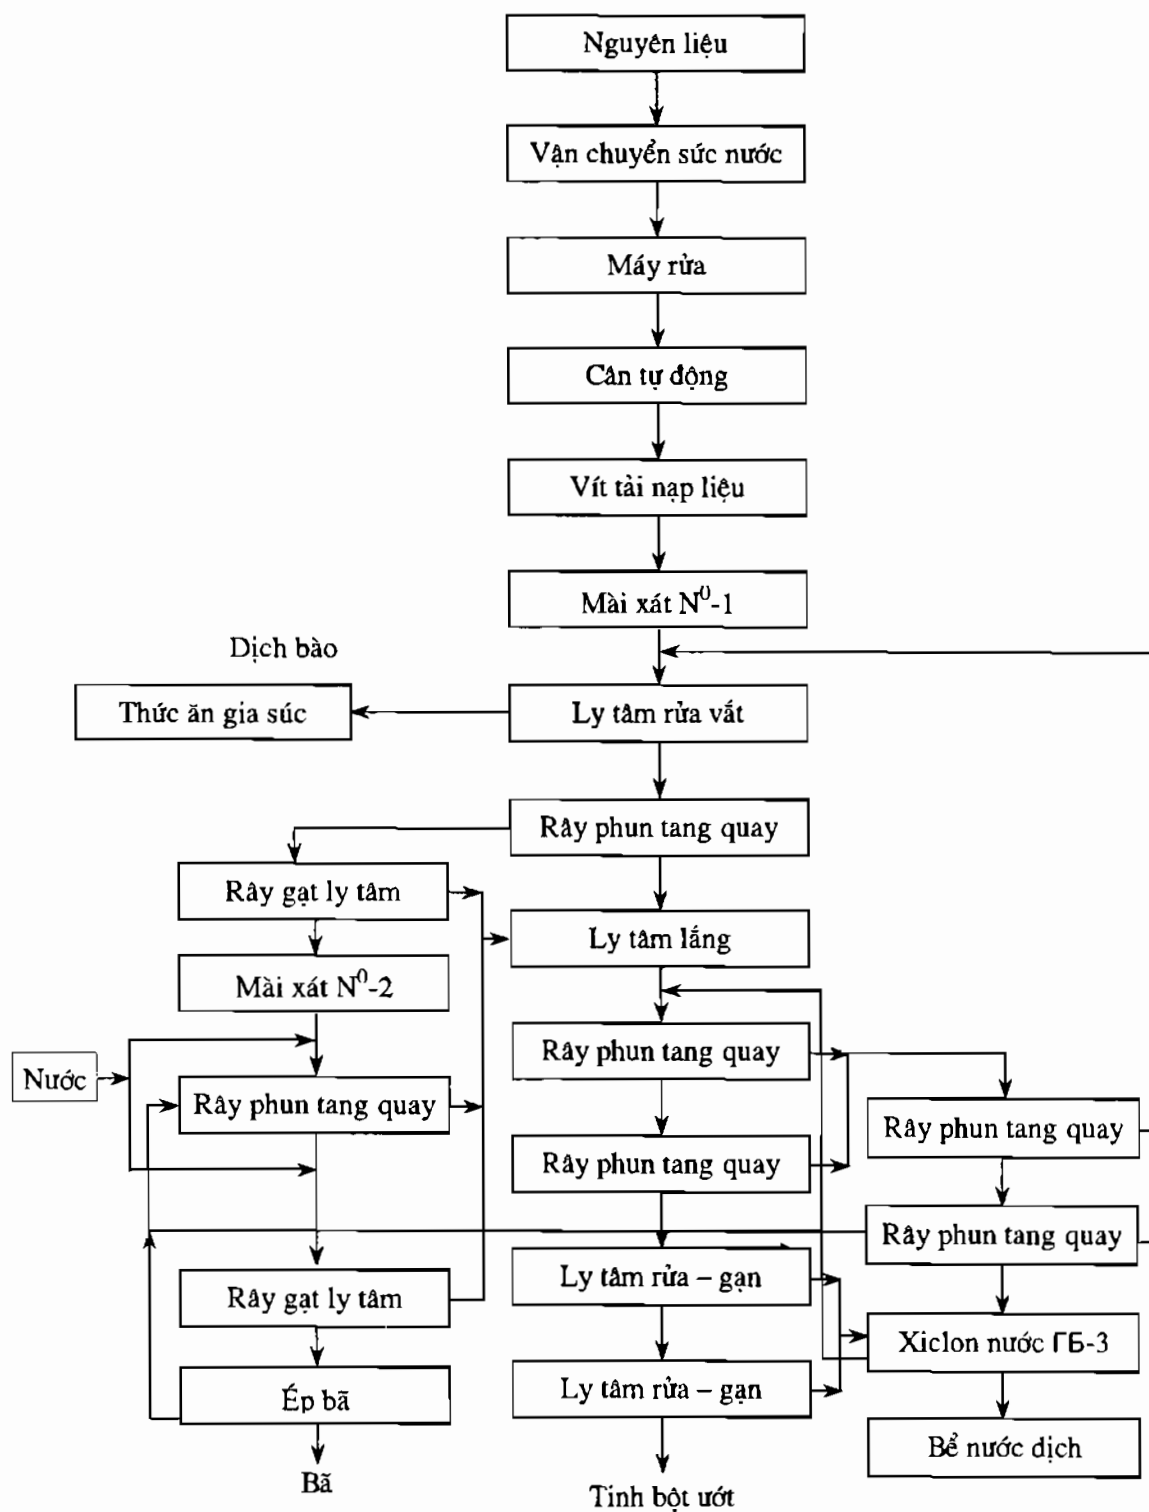 Nguyên liệu
Vận chuyển sức nước
Máy rửa
Cân tự động
Vít tải nạp liệu
Mài xát N⁰-1
Dịch bào
Thức ăn gia súc
Ly tâm rửa vắt
Rây phun tang quay
Rây gạt ly tâm
Ly tâm lắng
Mài xát N⁰-2
Rây phun tang quay
Nước
Rây phun tang quay
Rây phun tang quay
Rây phun tang quay
Rây phun tang quay
Ly tâm rửa – gạn
Rây gạt ly tâm
Xiclon nước ГБ-3
Ly tâm rửa – gạn
Ép bã
Bể nước dịch
Bã
Tinh bột ướt